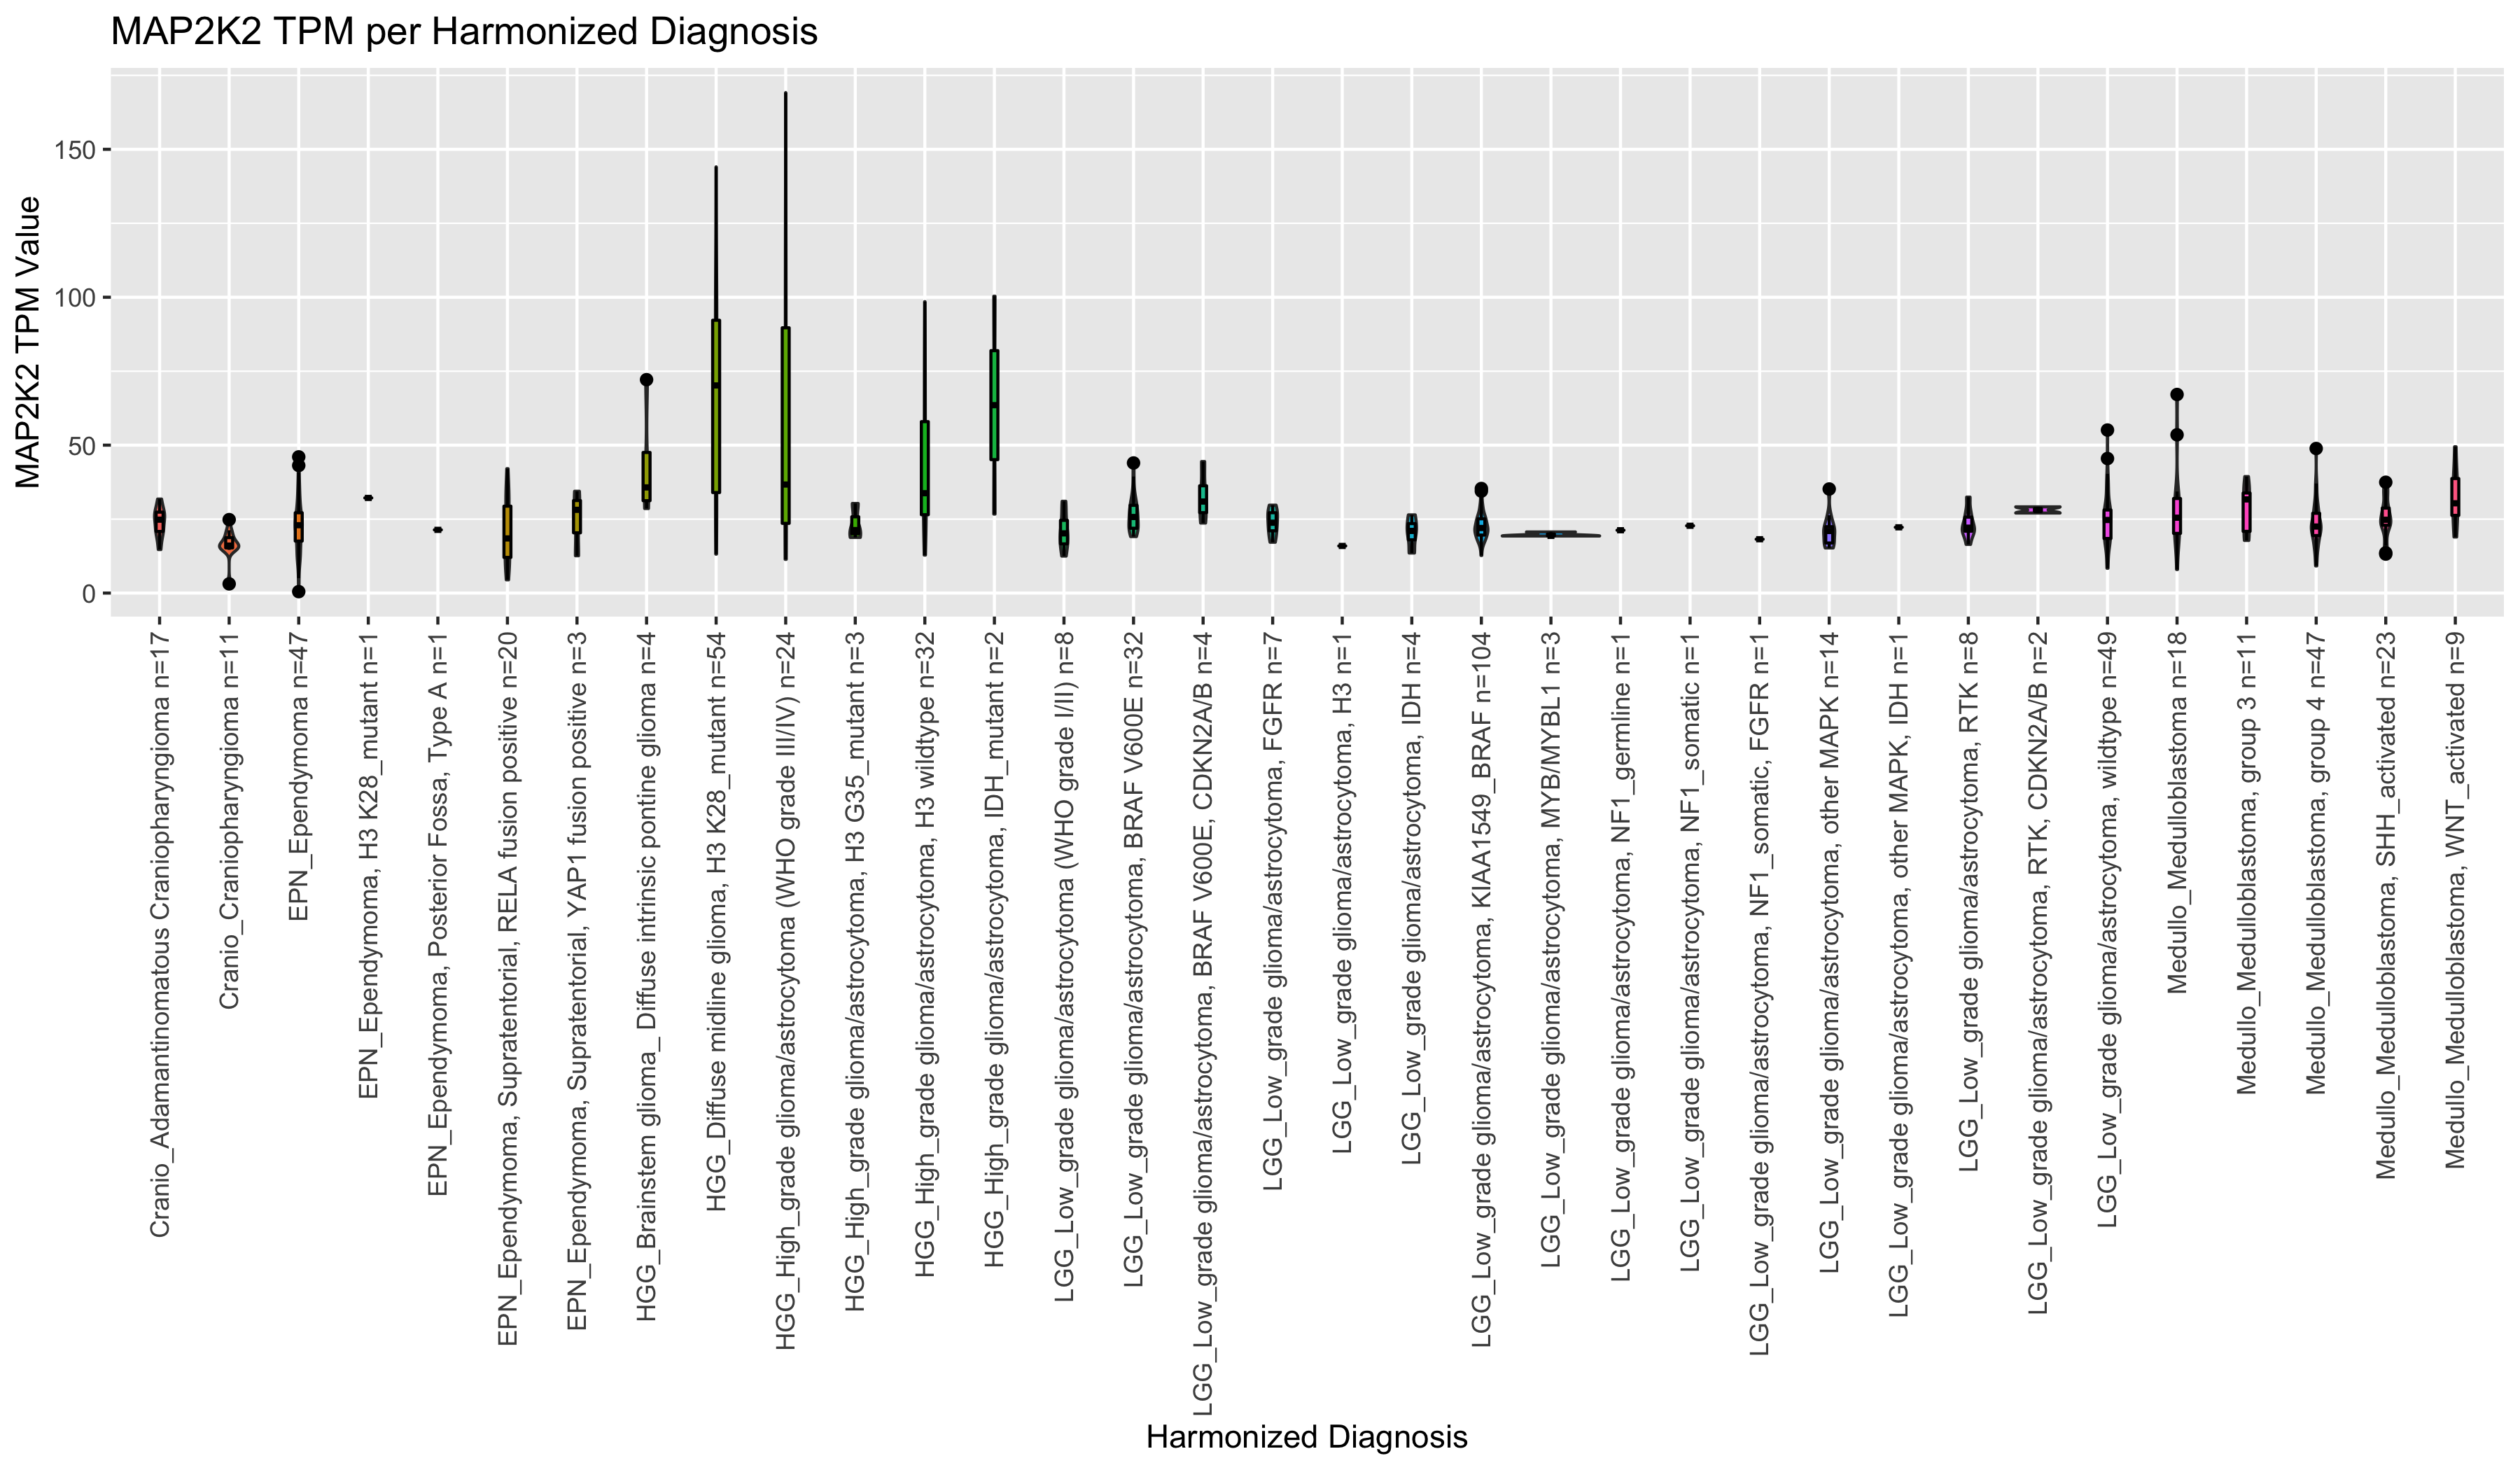 MAP2K2 TPM per Harmonized Diagnosis
MAP2K2 TPM Value
150
100
50
0
Cranio_Adamantinomatous Craniopharyngioma n=17
Cranio_Craniopharyngioma n=11
EPN_Ependymoma n=47
EPN_Ependymoma, H3 K28_mutant n=1
EPN_Ependymoma, Posterior Fossa, Type A n=1
EPN_Ependymoma, Supratentorial, RELA fusion positive n=20
EPN_Ependymoma, Supratentorial, YAP1 fusion positive n=3
HGG_Brainstem glioma_ Diffuse intrinsic pontine glioma n=4
HGG_Diffuse midline glioma, H3 K28_mutant n=54
HGG_High_grade glioma/astrocytoma (WHO grade III/IV) n=24
HGG_High_grade glioma/astrocytoma, H3 G35_mutant n=3
HGG_High_grade glioma/astrocytoma, H3 wildtype n=32
HGG_High_grade glioma/astrocytoma, IDH_mutant n=2
LGG_Low_grade glioma/astrocytoma (WHO grade I/II) n=8
LGG_Low_grade glioma/astrocytoma, BRAF V600E n=32
LGG_Low_grade glioma/astrocytoma, BRAF V600E, CDKN2A/B n=4
LGG_Low_grade glioma/astrocytoma, FGFR n=7
LGG_Low_grade glioma/astrocytoma, H3 n=1
LGG_Low_grade glioma/astrocytoma, IDH n=4
LGG_Low_grade glioma/astrocytoma, KIAA1549_BRAF n=104
LGG_Low_grade glioma/astrocytoma, MYB/MYBL1 n=3
LGG_Low_grade glioma/astrocytoma, NF1_germline n=1
LGG_Low_grade glioma/astrocytoma, NF1_somatic n=1
LGG_Low_grade glioma/astrocytoma, NF1_somatic, FGFR n=1
LGG_Low_grade glioma/astrocytoma, other MAPK n=14
LGG_Low_grade glioma/astrocytoma, other MAPK, IDH n=1
LGG_Low_grade glioma/astrocytoma, RTK n=8
LGG_Low_grade glioma/astrocytoma, RTK, CDKN2A/B n=2
LGG_Low_grade glioma/astrocytoma, wildtype n=49
Medullo_Medulloblastoma n=18
Medullo_Medulloblastoma, group 3 n=11
Medullo_Medulloblastoma, group 4 n=47
Medullo_Medulloblastoma, SHH_activated n=23
Medullo_Medulloblastoma, WNT_activated n=9
Harmonized Diagnosis